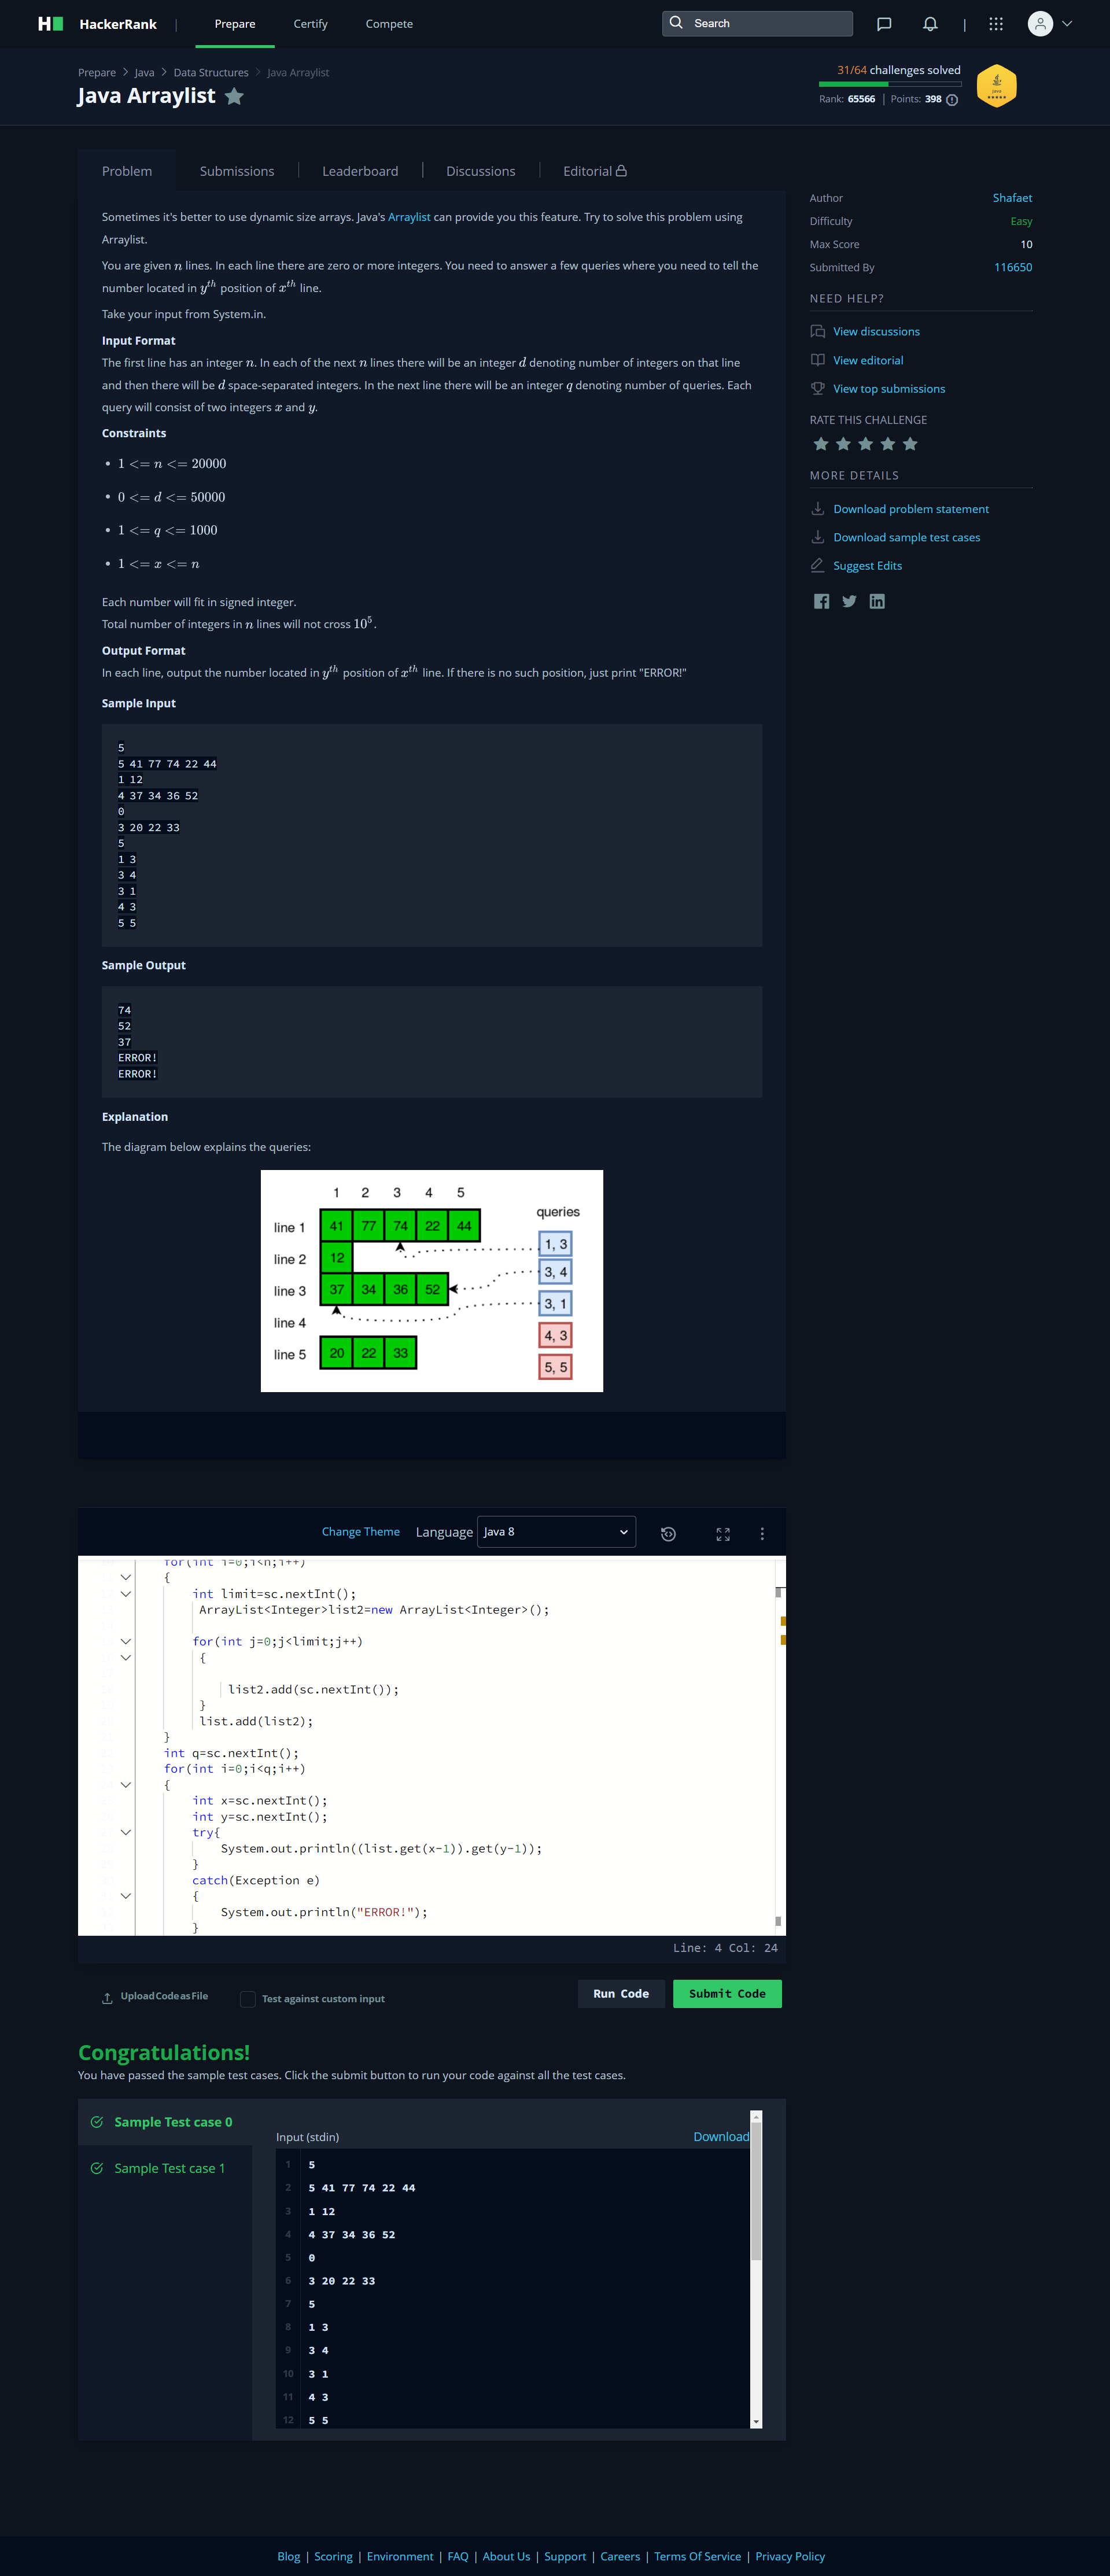 HackerRank | Prepare Certify Compete Search
Prepare > Java > Data Structures > Java Arraylist
Java Arraylist
31/64 challenges solved
Rank: 65566 | Points: 398
Java
Problem Submissions Leaderboard Discussions Editorial
Sometimes it's better to use dynamic size arrays. Java's Arraylist can provide you this feature. Try to solve this problem using
Arraylist.
You are given n lines. In each line there are zero or more integers. You need to answer a few queries where you need to tell the
number located in y^th position of x^th line.
Take your input from System.in.
Input Format
The first line has an integer n. In each of the next n lines there will be an integer d denoting number of integers on that line
and then there will be d space-separated integers. In the next line there will be an integer q denoting number of queries. Each
query will consist of two integers x and y.
Constraints
• 1 <= n <= 20000
• 0 <= d <= 50000
• 1 <= q <= 1000
• 1 <= x <= n
Each number will fit in signed integer.
Total number of integers in n lines will not cross 10^5.
Output Format
In each line, output the number located in y^th position of x^th line. If there is no such position, just print "ERROR!"
Sample Input
5
5 41 77 74 22 44
1 12
4 37 34 36 52
0
3 20 22 33
5
1 3
3 4
3 1
4 3
5 5
Sample Output
74
52
37
ERROR!
ERROR!
Explanation
The diagram below explains the queries:
1 2 3 4 5
queries
line 1 41 77 74 22 44
1, 3
line 2 12
3, 4
line 3 37 34 36 52
3, 1
line 4
4, 3
line 5 20 22 33
5, 5
Author Shafaet
Difficulty Easy
Max Score 10
Submitted By 116650
NEED HELP?
View discussions
View editorial
View top submissions
RATE THIS CHALLENGE
MORE DETAILS
Download problem statement
Download sample test cases
Suggest Edits
Change Theme Language Java 8
for(int i=0;i<n;i++)
{
int limit=sc.nextInt();
ArrayList<Integer>list2=new ArrayList<Integer>();
for(int j=0;j<limit;j++)
{
list2.add(sc.nextInt());
}
list.add(list2);
}
int q=sc.nextInt();
for(int i=0;i<q;i++)
{
int x=sc.nextInt();
int y=sc.nextInt();
try{
System.out.println((list.get(x-1)).get(y-1));
}
catch(Exception e)
{
System.out.println("ERROR!");
}
Line: 4 Col: 24
Upload Code as File Test against custom input Run Code Submit Code
Congratulations!
You have passed the sample test cases. Click the submit button to run your code against all the test cases.
Sample Test case 0
Sample Test case 1
Input (stdin) Download
1 5
2 5 41 77 74 22 44
3 1 12
4 4 37 34 36 52
5 0
6 3 20 22 33
7 5
8 1 3
9 3 4
10 3 1
11 4 3
12 5 5
Blog | Scoring | Environment | FAQ | About Us | Support | Careers | Terms Of Service | Privacy Policy